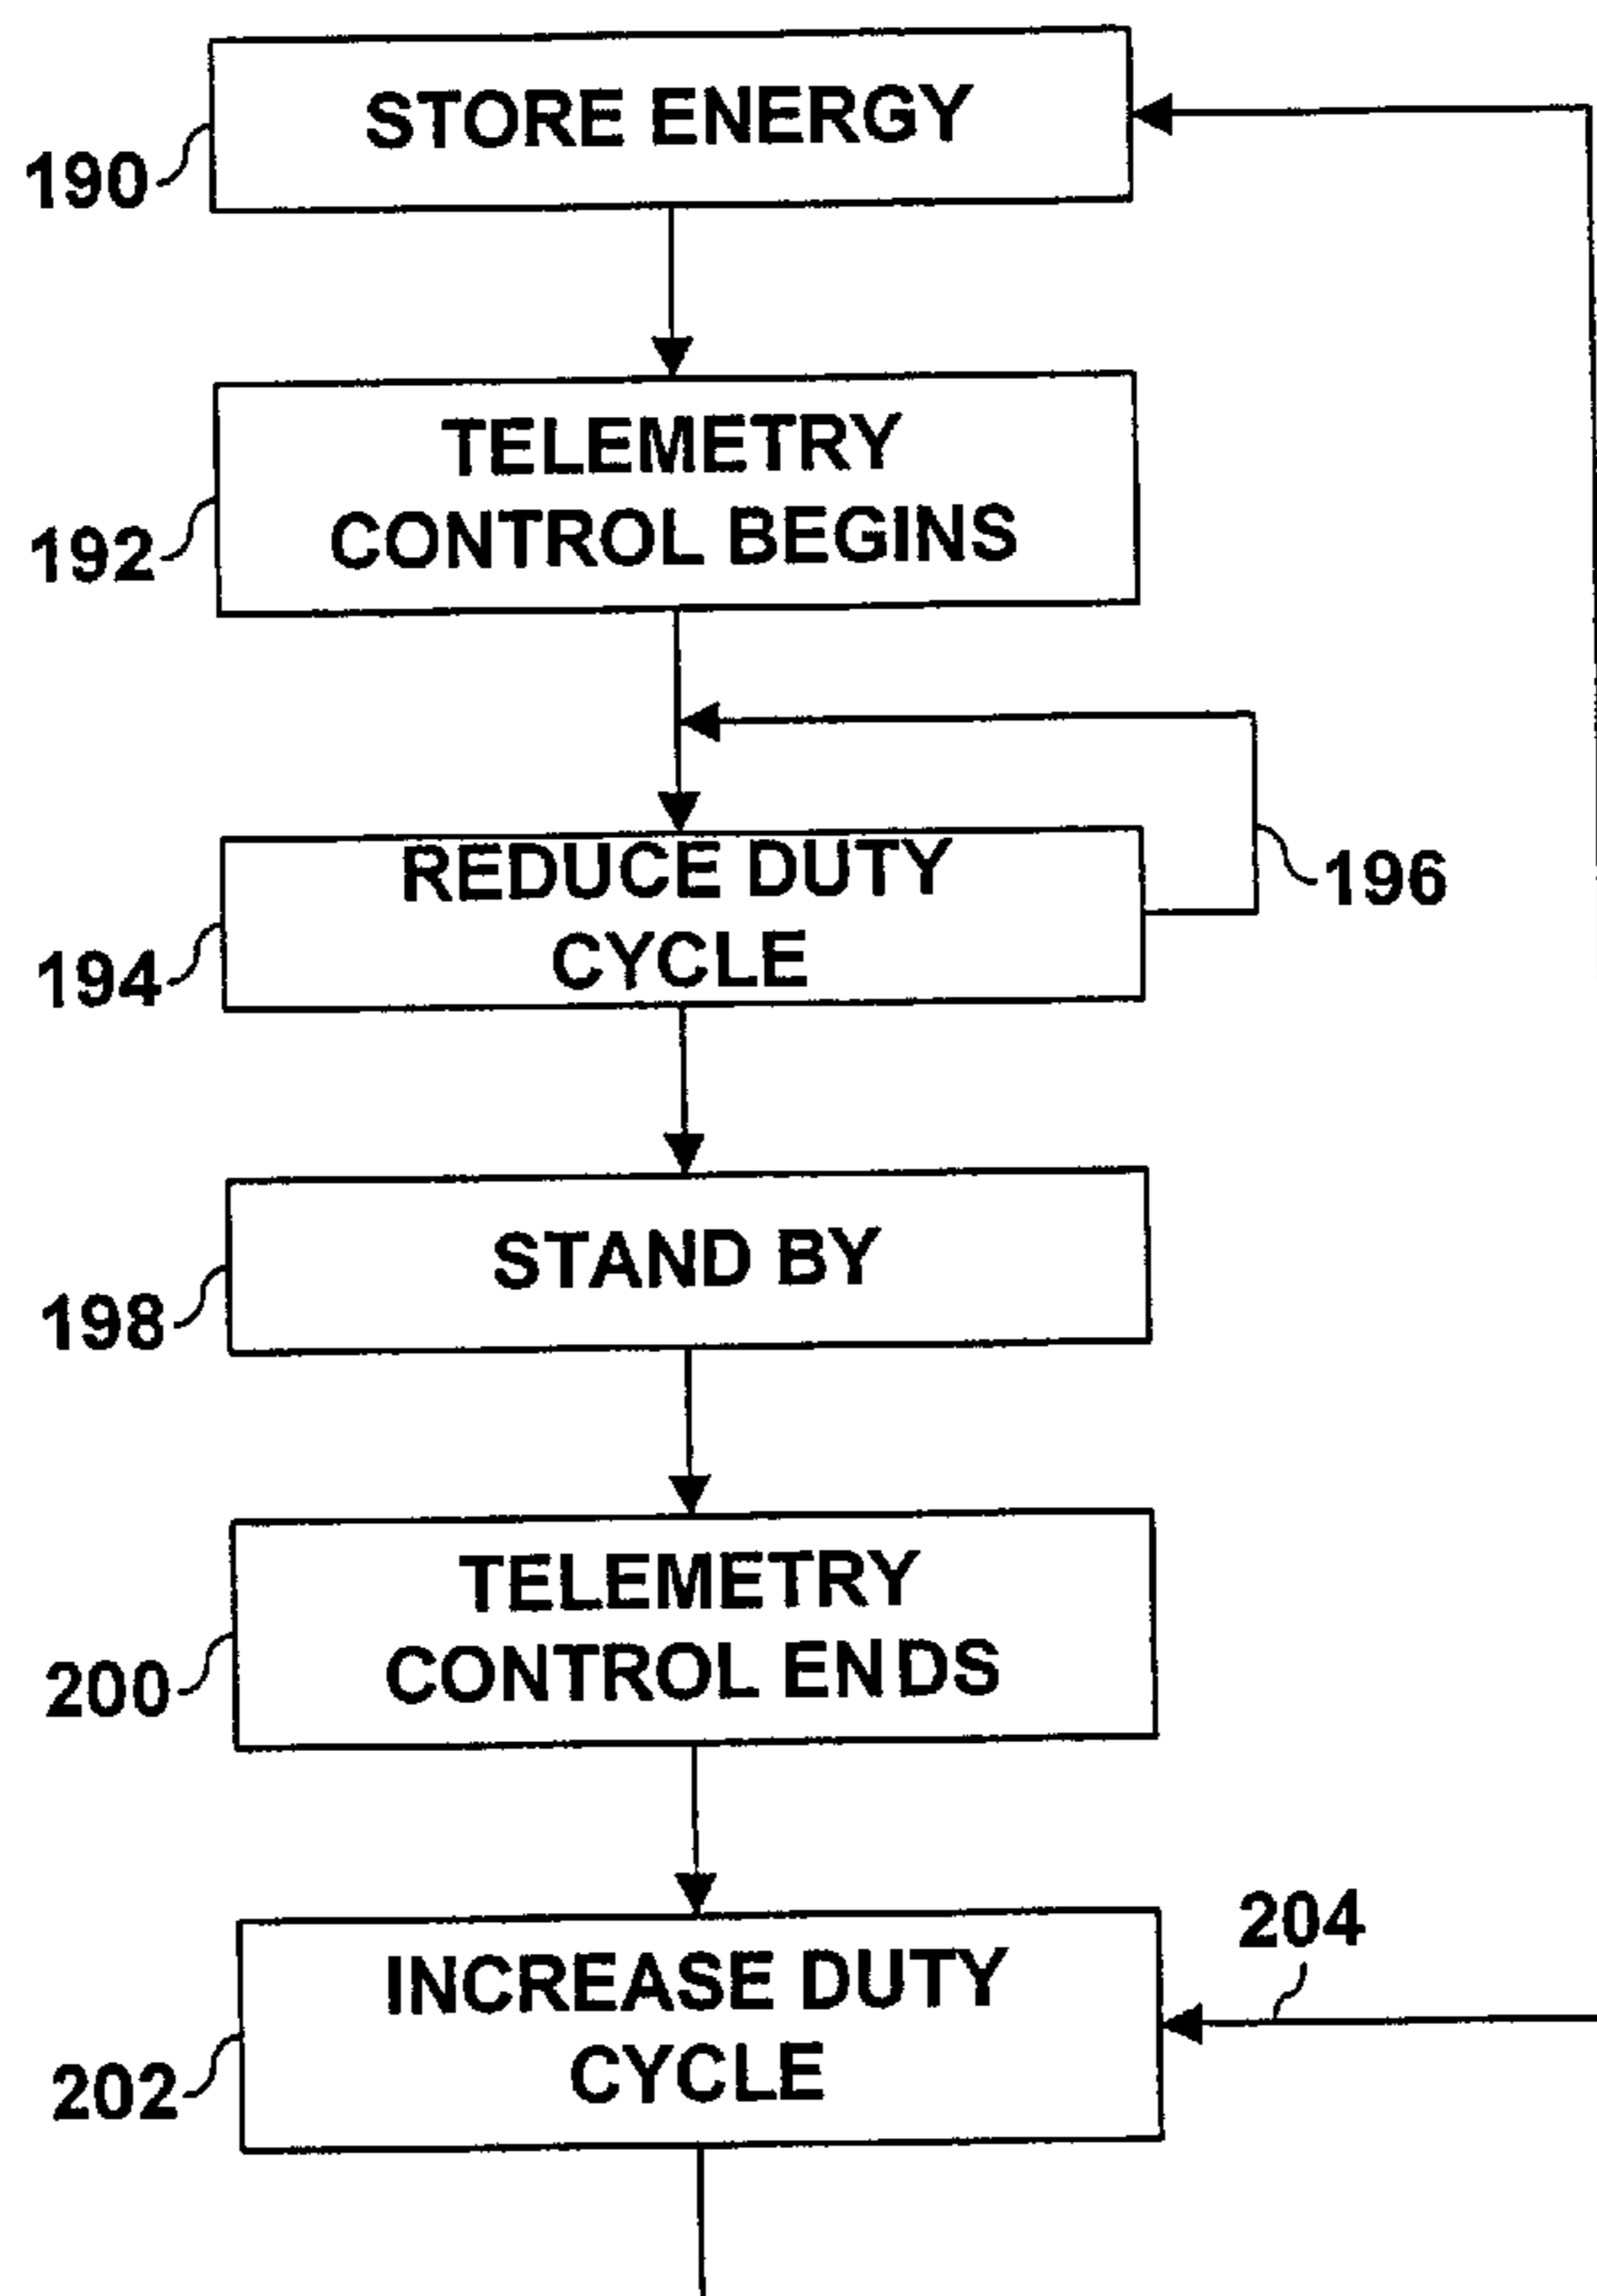 STORE ENERGY
190
TELEMETRY
CONTROL BEGINS
192
REDUCE DUTY
CYCLE
196
194
STAND BY
198
TELEMETRY
CONTROL ENDS
200
204
INCREASE DUTY
CYCLE
202